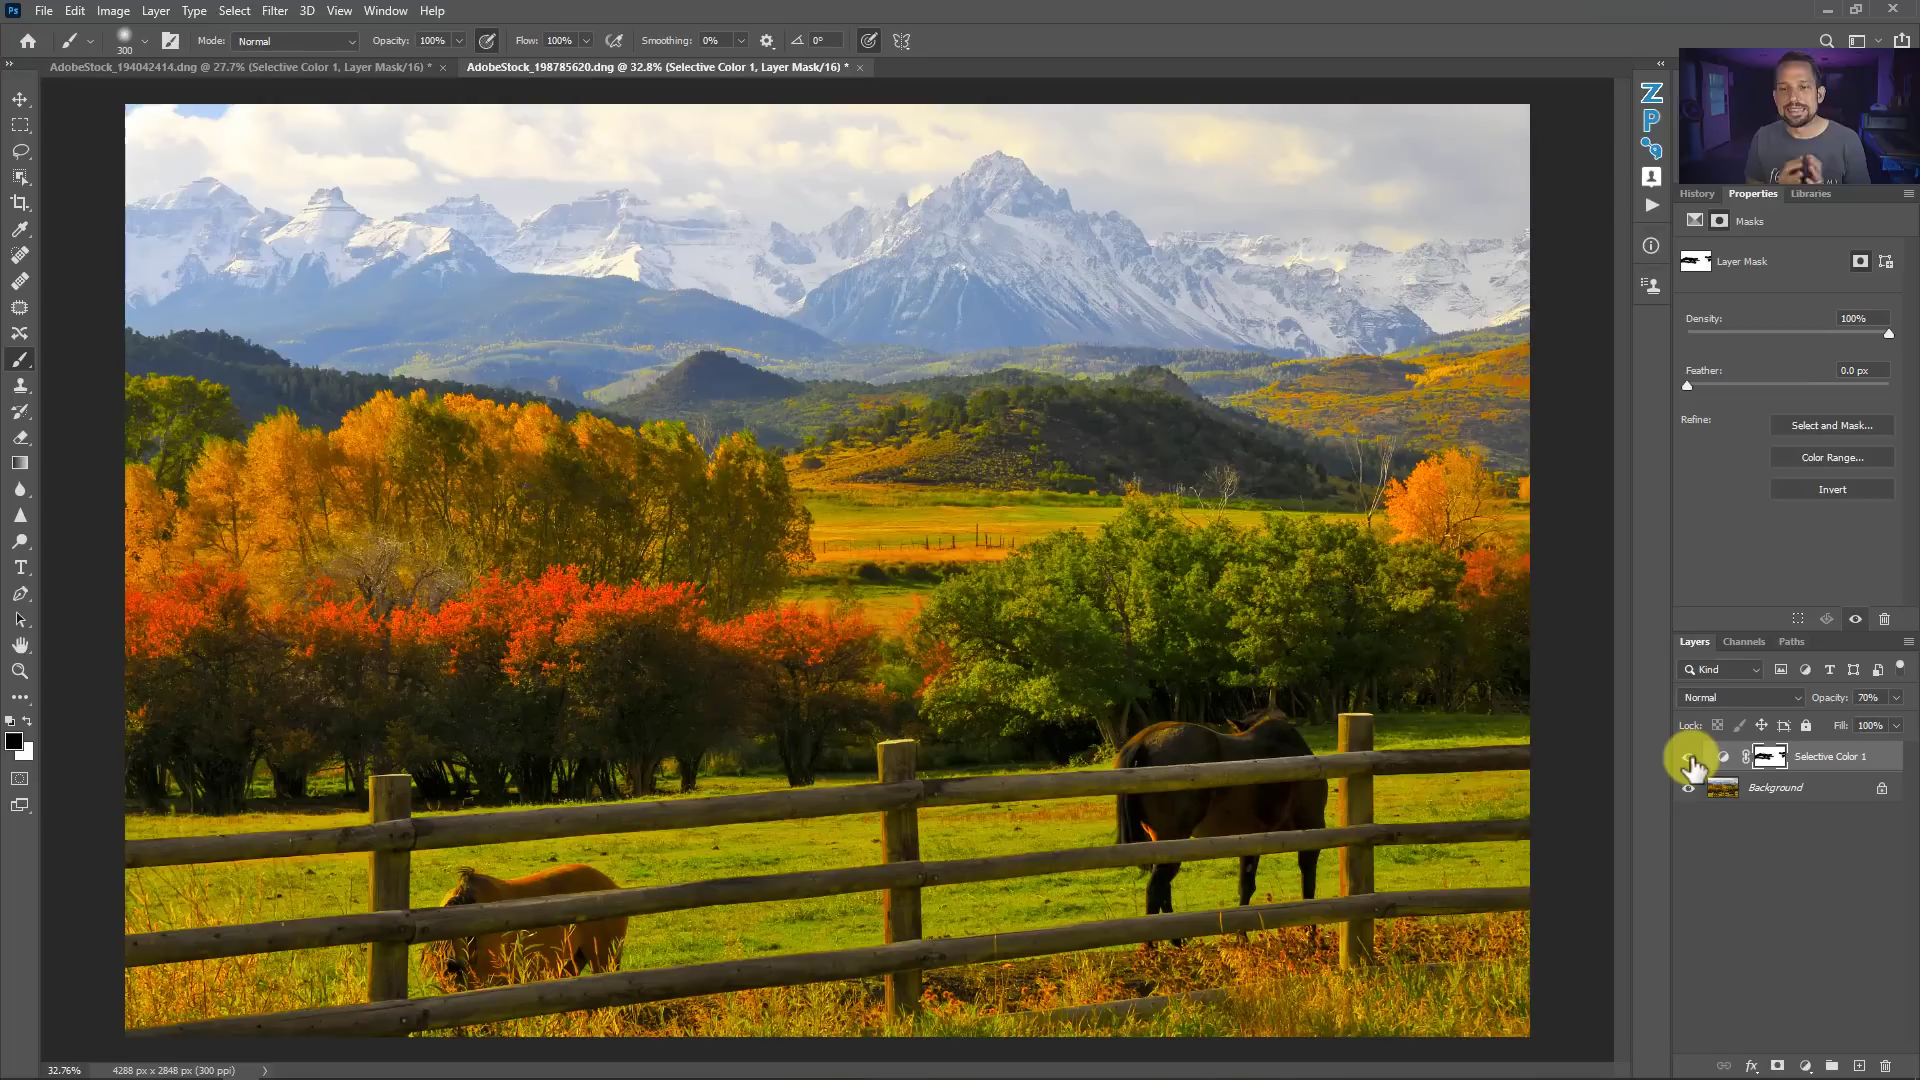 Ps File Edit Image Layer Type Select Filter 3D View Window Help
300 Mode: Normal Opacity: 100% Flow: 100% Smoothing: 0% 0°
AdobeStock_194042414.dng @ 27.7% (Selective Color 1, Layer Mask/16) * × AdobeStock_198785620.dng @ 32.8% (Selective Color 1, Layer Mask/16) * ×
Z
P
History Properties Libraries
Masks
Layer Mask
Density: 100%
Feather: 0.0 px
Refine: Select and Mask...
Color Range...
Invert
Layers Channels Paths
Kind
Normal Opacity: 70%
Lock: Fill: 100%
Selective Color 1
Background
32.76% 4288 px x 2848 px (300 ppi)